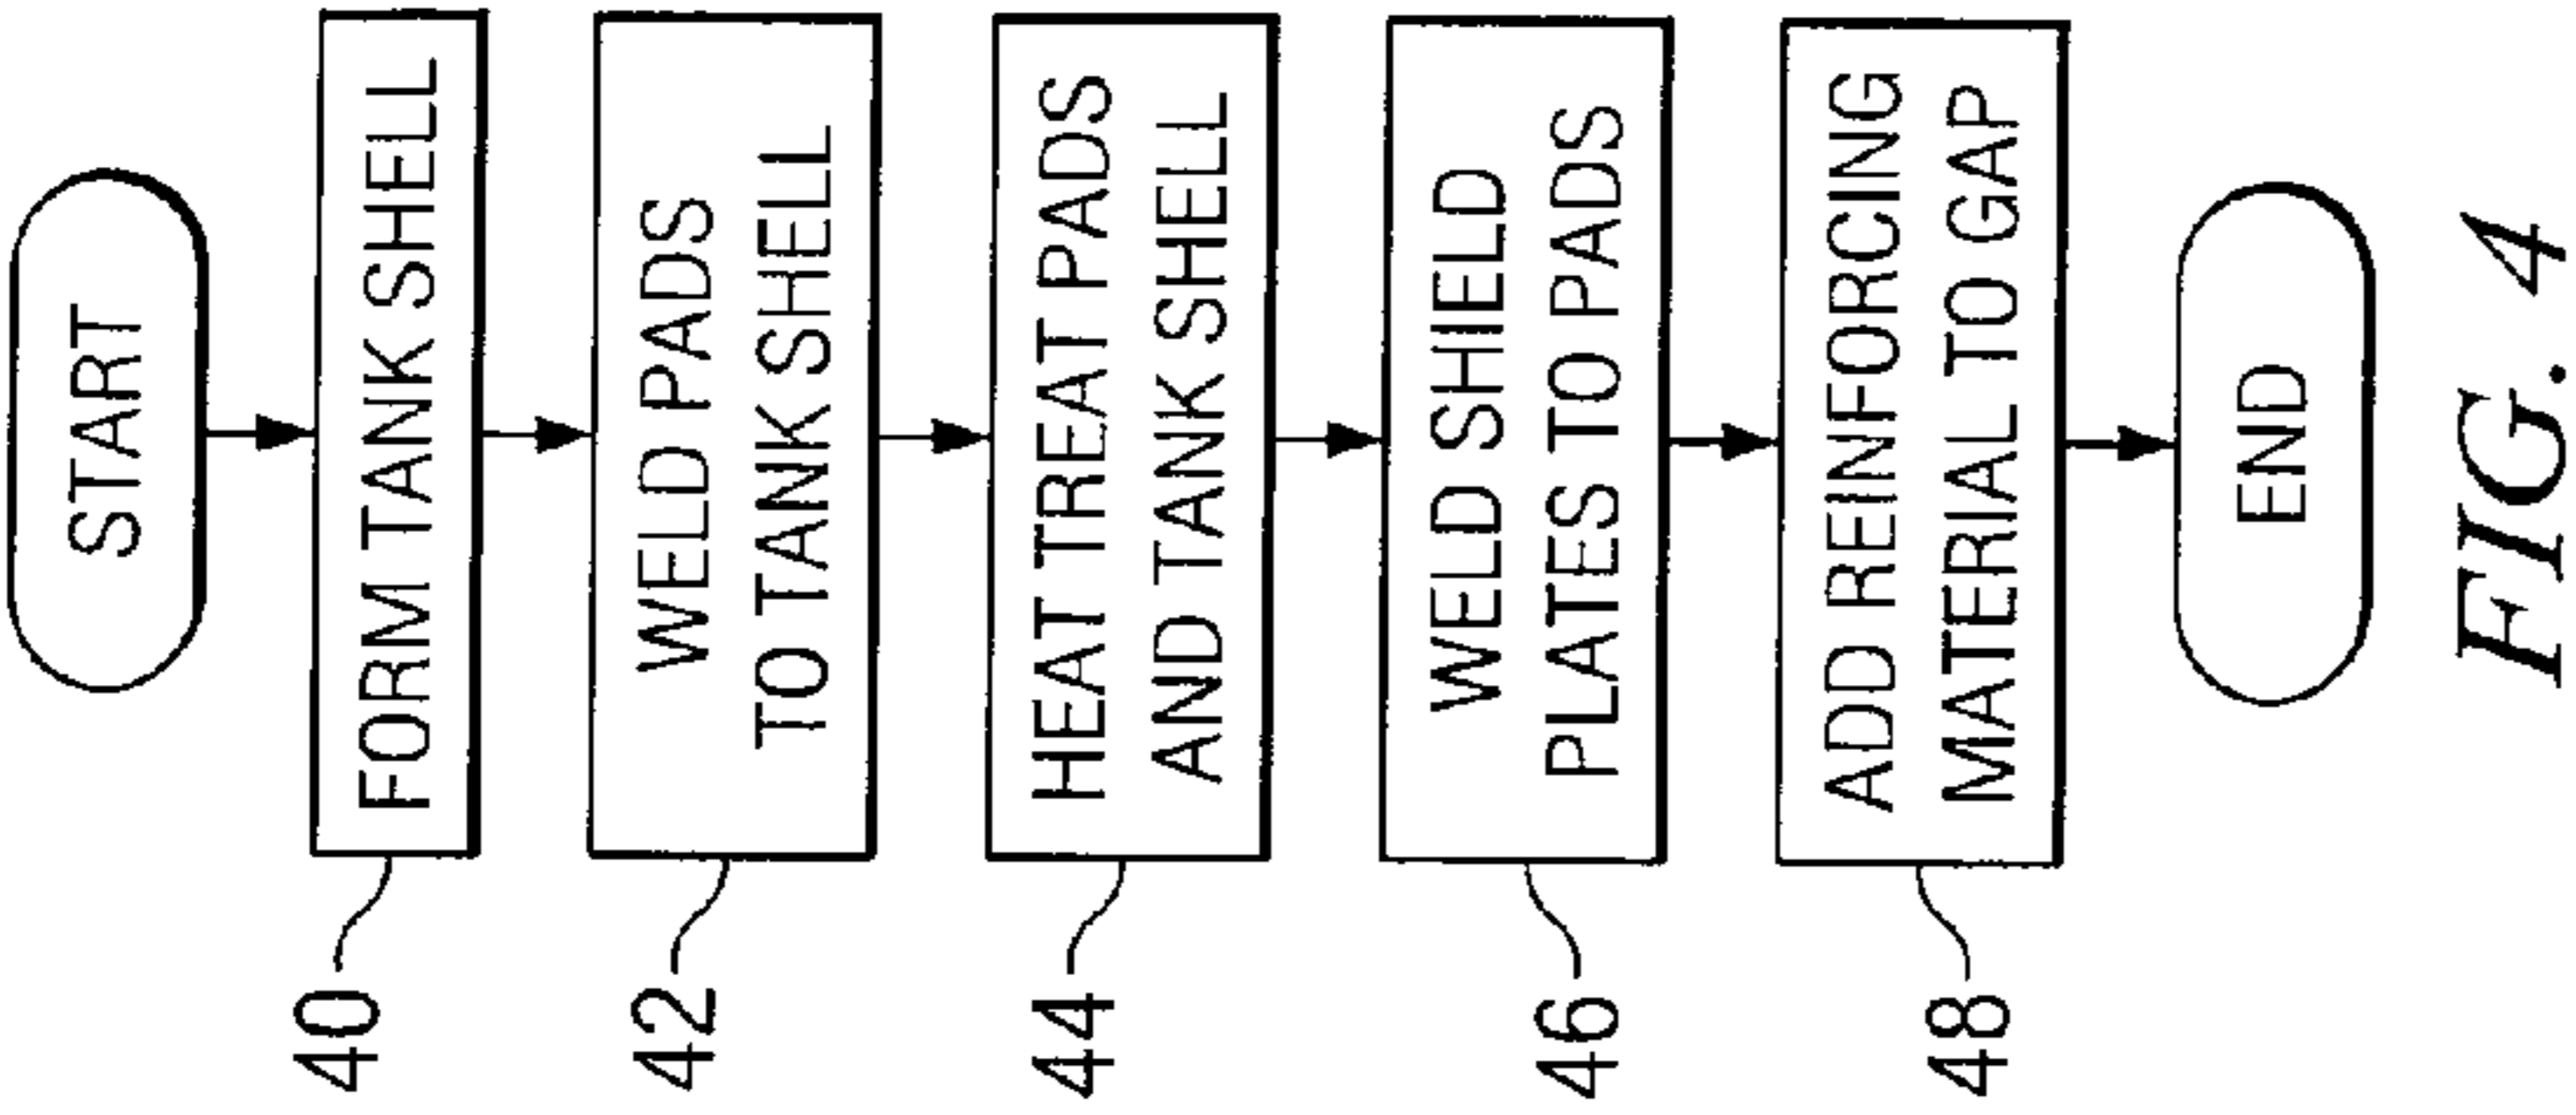 START
FORM TANK SHELL
40
WELD PADS
TO TANK SHELL
42
HEAT TREAT PADS
AND TANK SHELL
44
WELD SHIELD
PLATES TO PADS
46
ADD REINFORCING
MATERIAL TO GAP
48
END
FIG. 4